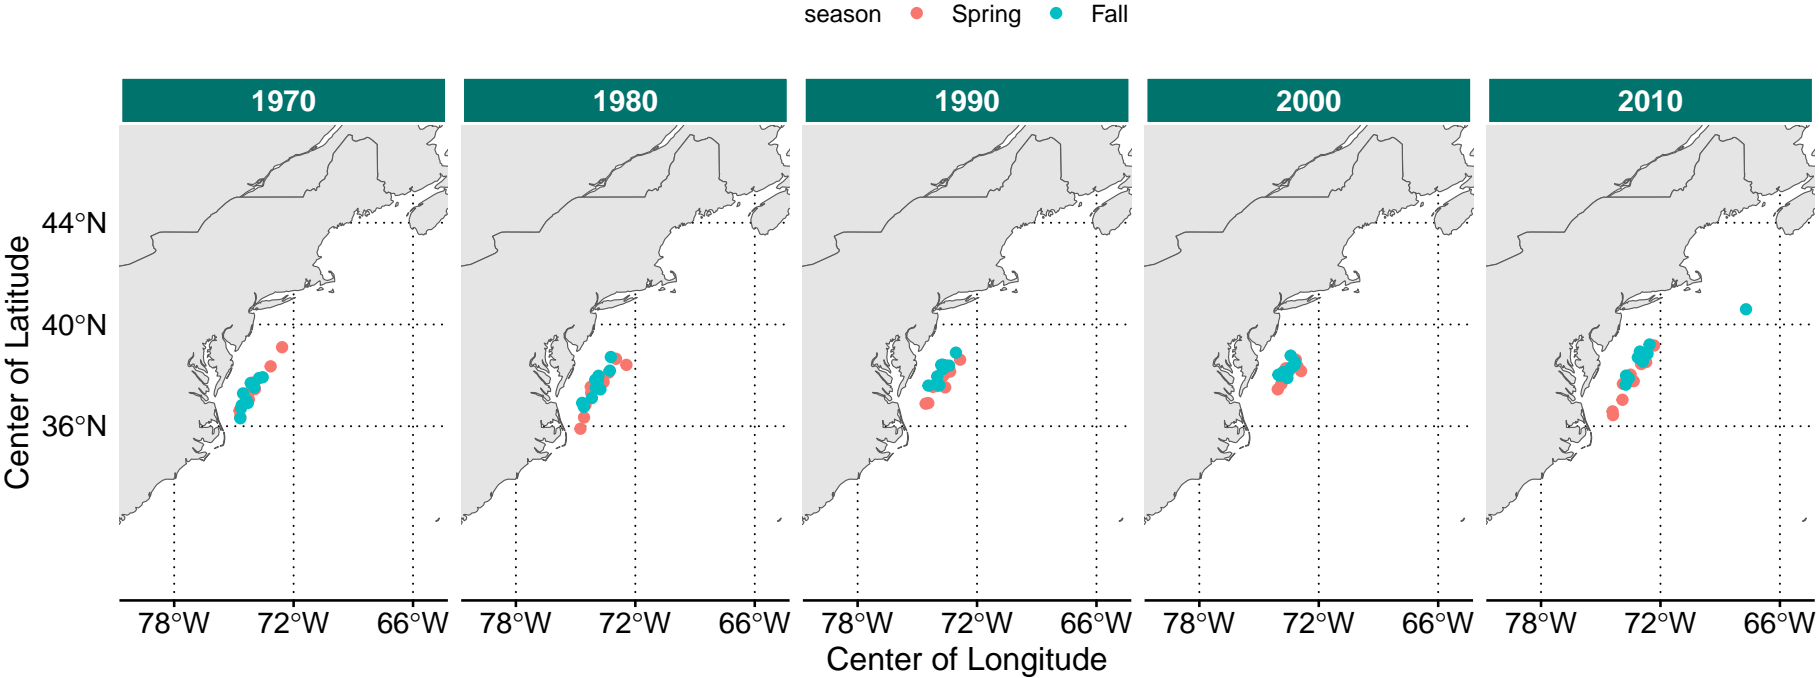 season Spring Fall
1970 1980 1990 2000 2010
Center of Latitude
44°N
40°N
36°N
78°W 72°W 66°W 78°W 72°W 66°W 78°W 72°W 66°W 78°W 72°W 66°W 78°W 72°W 66°W
Center of Longitude